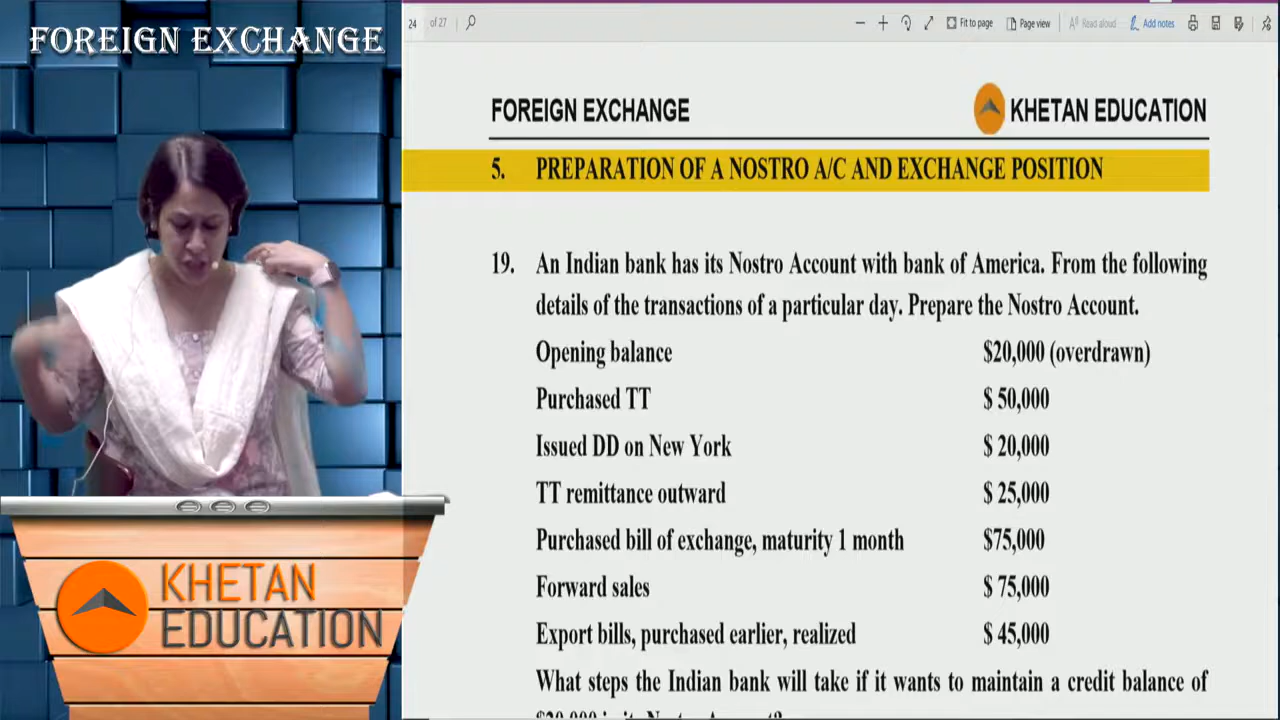 FOREIGN EXCHANGE
24 of 27
Fit to page
Page view
Read aloud
Add notes
FOREIGN EXCHANGE
KHETAN EDUCATION
5. PREPARATION OF A NOSTRO A/C AND EXCHANGE POSITION
19. An Indian bank has its Nostro Account with bank of America. From the following
details of the transactions of a particular day. Prepare the Nostro Account.
Opening balance $20,000 (overdrawn)
Purchased TT $ 50,000
Issued DD on New York $ 20,000
TT remittance outward $ 25,000
Purchased bill of exchange, maturity 1 month $75,000
Forward sales $ 75,000
Export bills, purchased earlier, realized $ 45,000
What steps the Indian bank will take if it wants to maintain a credit balance of
KHETAN
EDUCATION